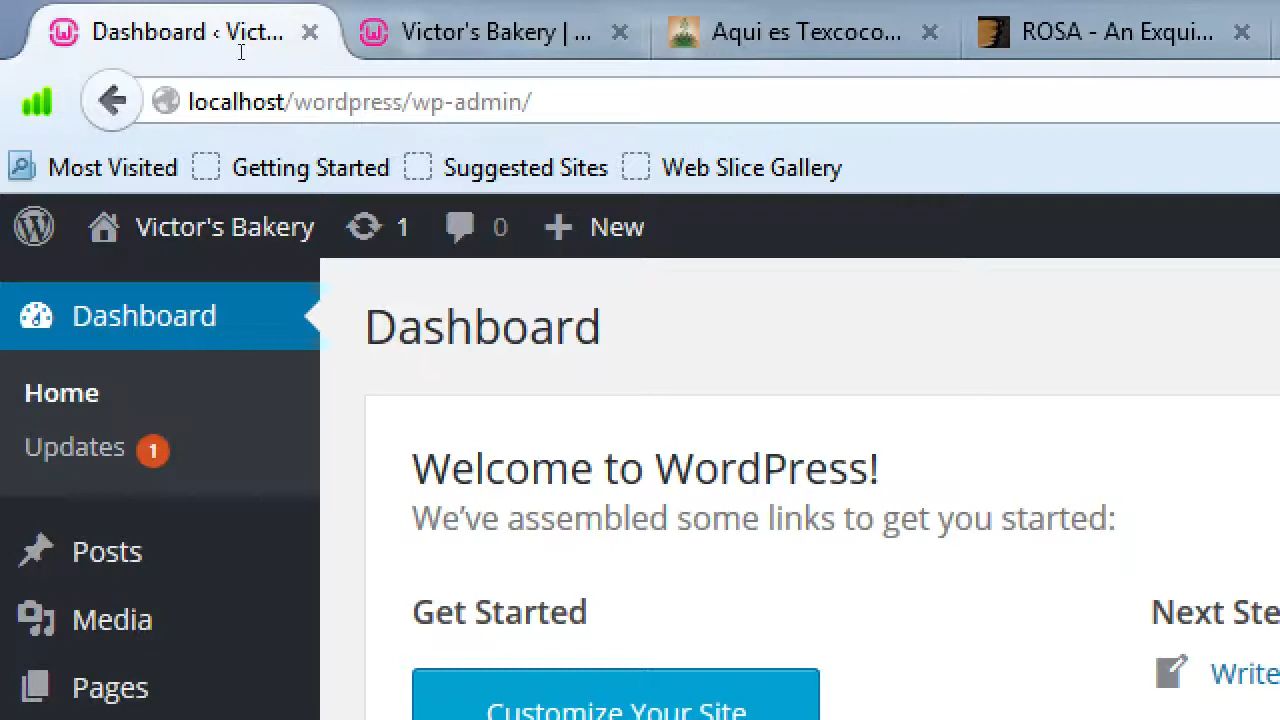 Dashboard ‹ Vict...
Victor's Bakery | ...
Aqui es Texcoco...
ROSA - An Exqui...
localhost/wordpress/wp-admin/
Most Visited
Getting Started
Suggested Sites
Web Slice Gallery
Victor's Bakery
1
0
New
Dashboard
Home
Updates 1
Posts
Media
Pages
Dashboard
Welcome to WordPress!
We've assembled some links to get you started:
Get Started
Customize Your Site
Next Ste
Write